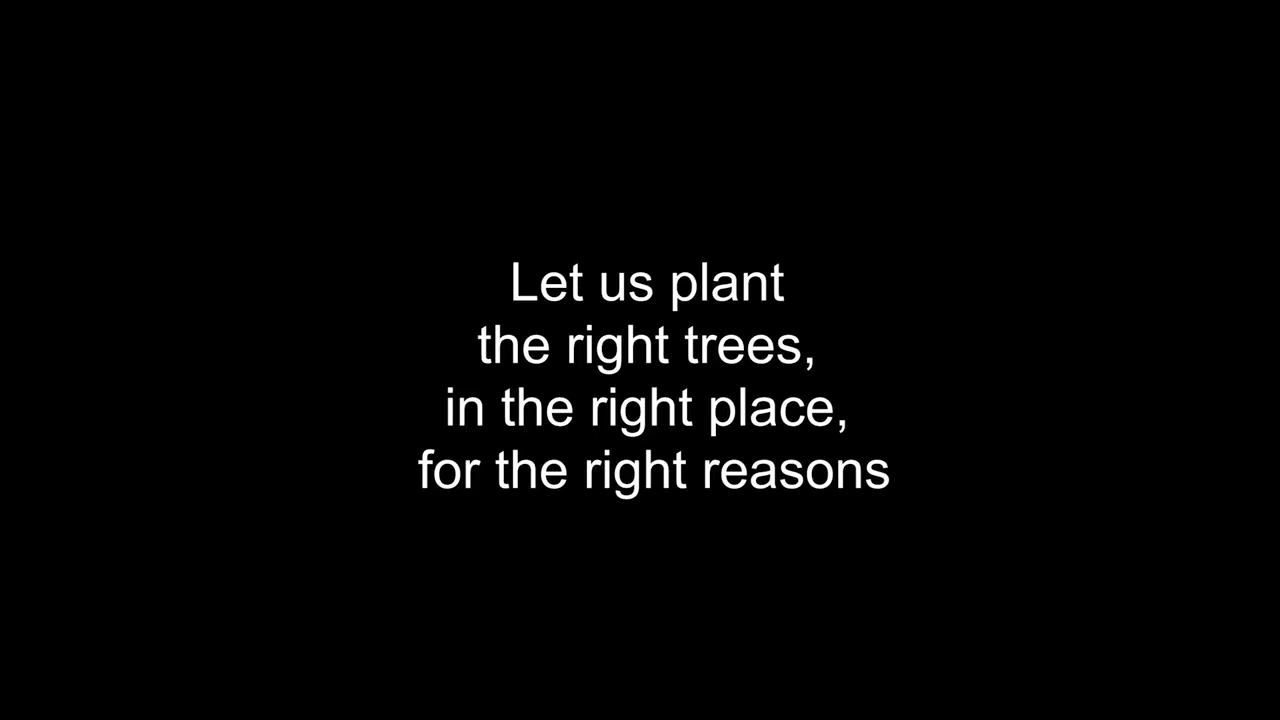 Let us plant
the right trees,
in the right place,
for the right reasons